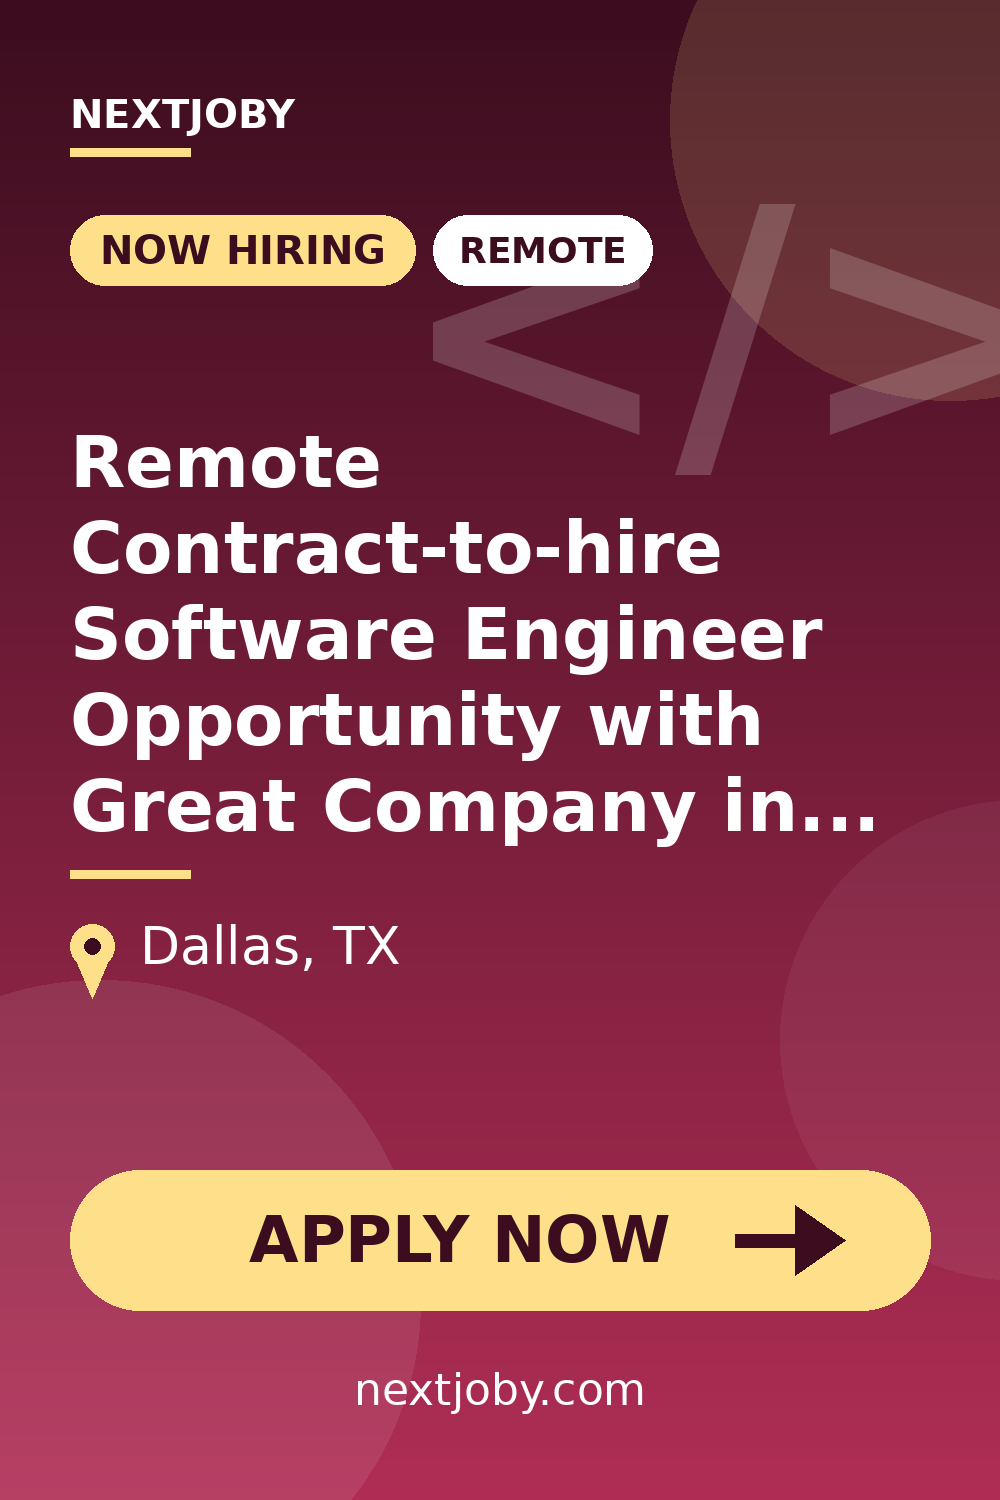 NEXTJOBY
NOW HIRING REMOTE
</>
Remote
Contract-to-hire
Software Engineer
Opportunity with
Great Company in...
Dallas, TX
APPLY NOW
nextjoby.com